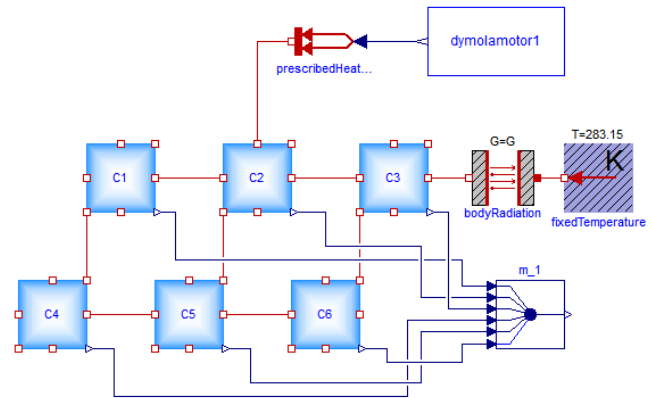 dymolamotor1
prescribedHeat...
T=283.15
G=G
K
C1
C2
C3
bodyRadiation
fixedTemperature
m_1
C4
C5
C6